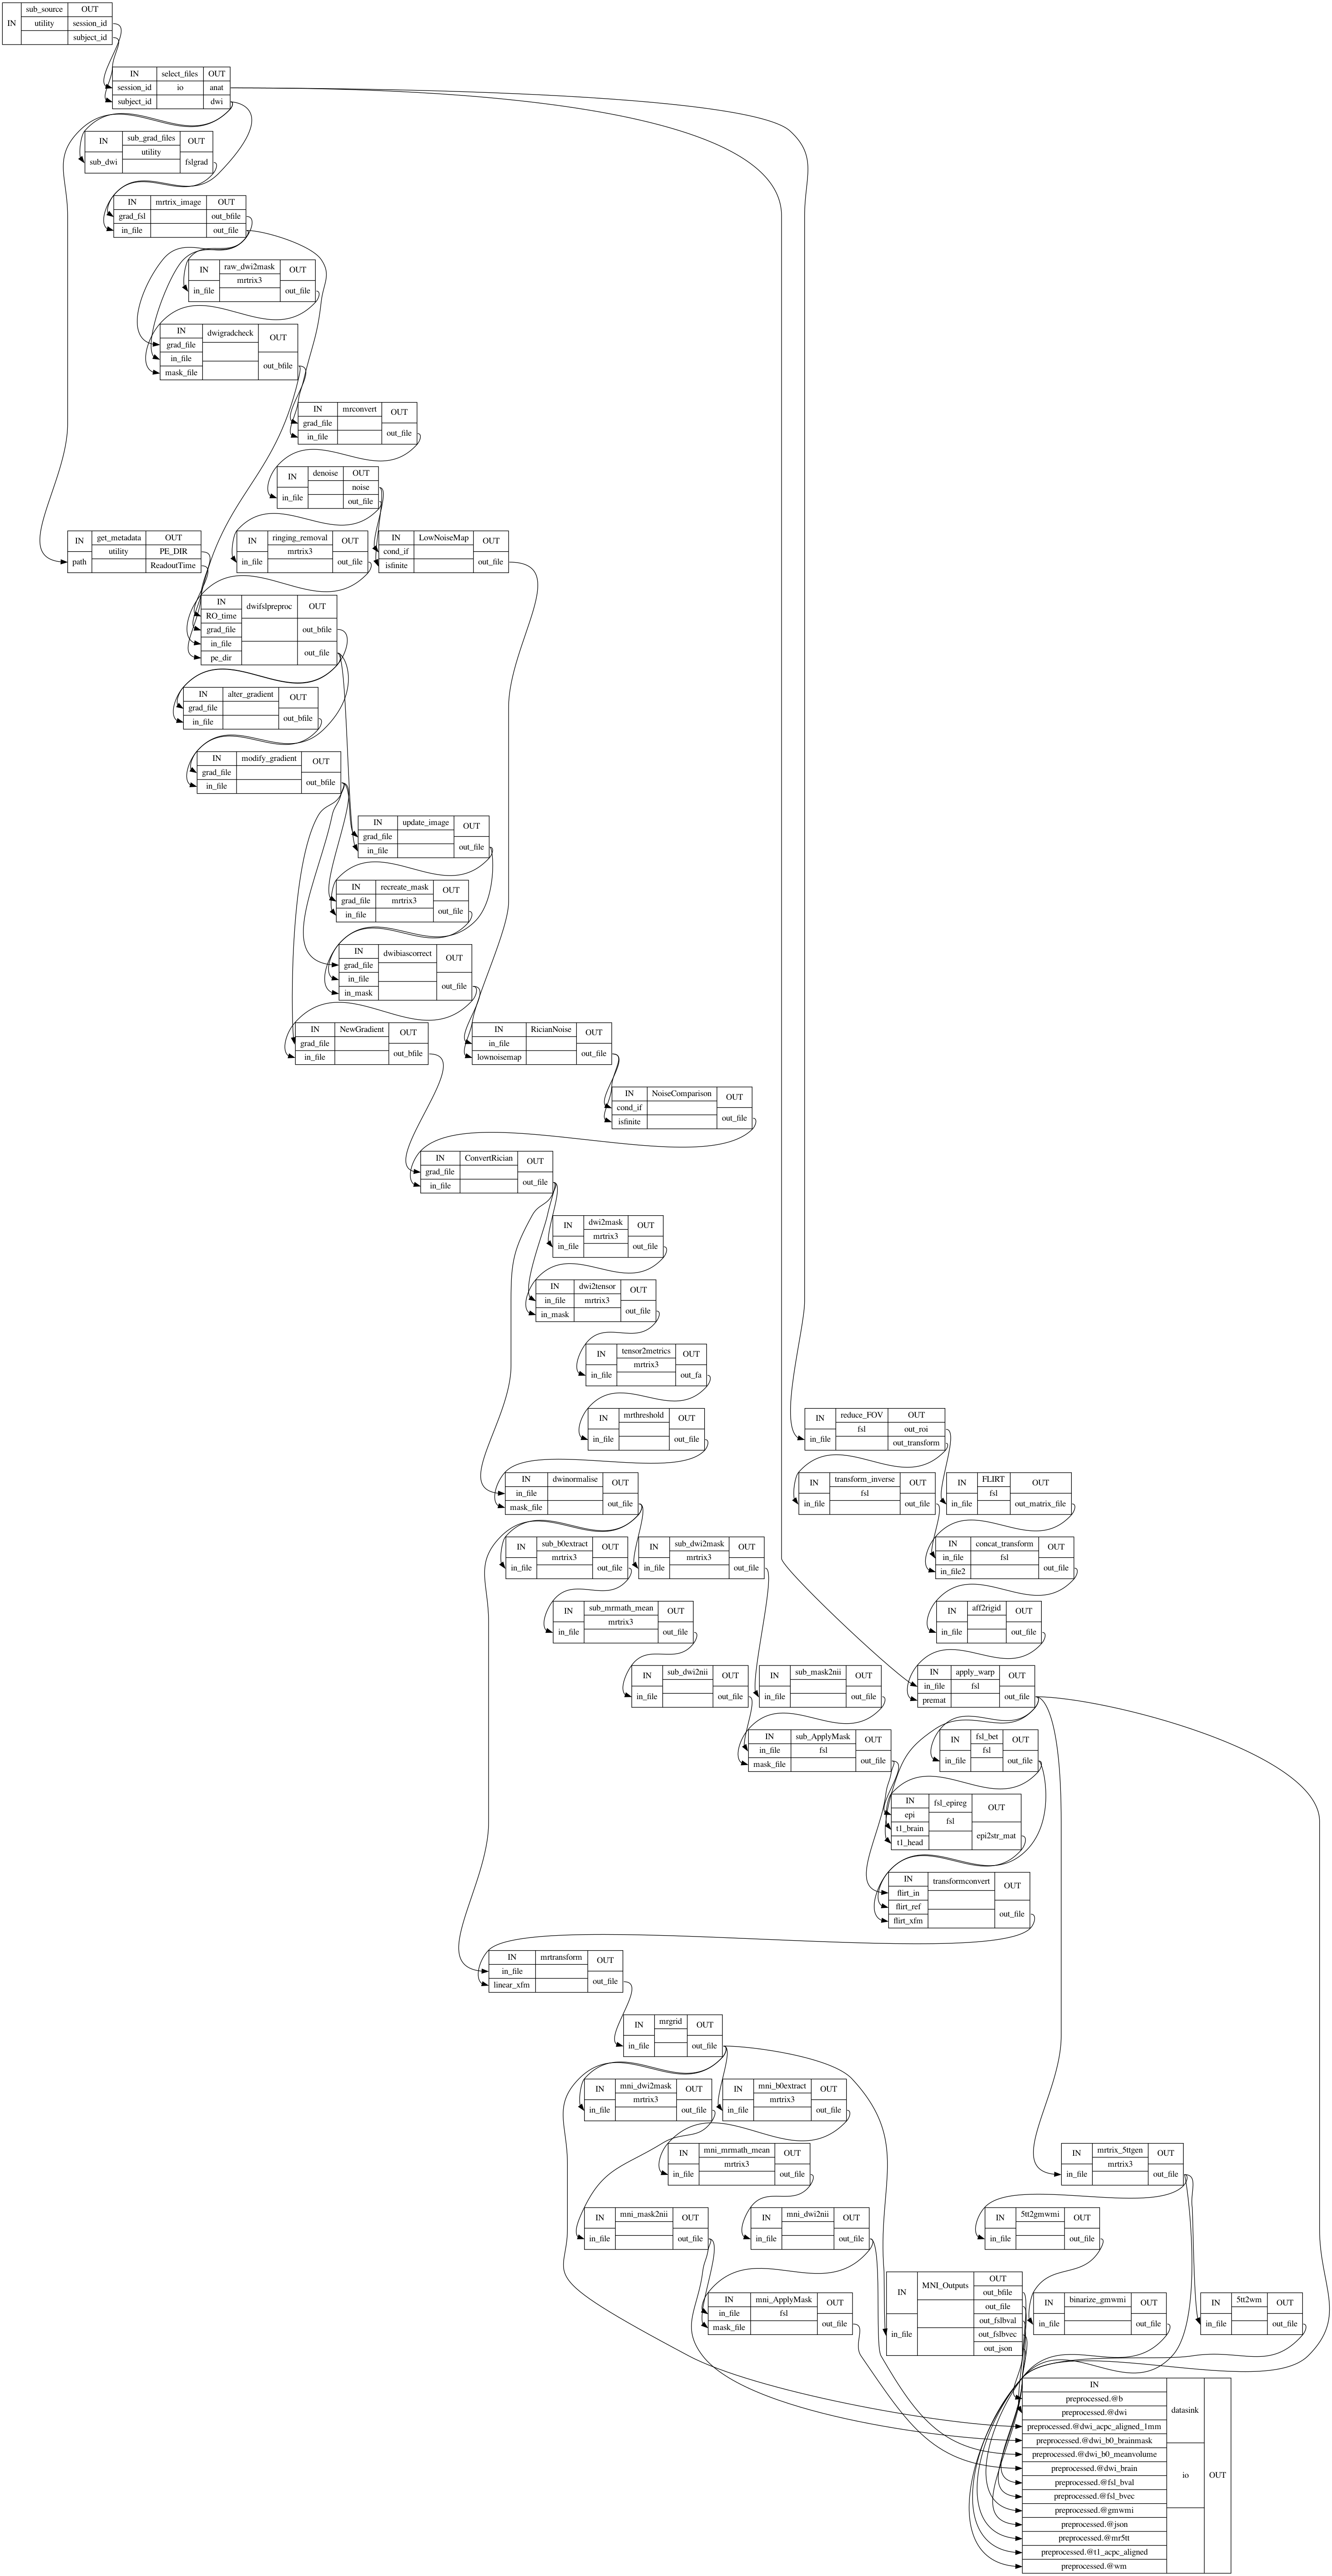 sub_source OUT
IN utility session_id
subject_id
IN select_files OUT
session_id io anat
subject_id dwi
IN sub_grad_files OUT
utility
sub_dwi fslgrad
IN mrtrix_image OUT
grad_fsl out_bfile
in_file out_file
IN raw_dwi2mask OUT
mrtrix3
in_file out_file
IN dwigradcheck OUT
grad_file
in_file out_bfile
mask_file
IN mrconvert OUT
grad_file
in_file out_file
IN denoise OUT
noise
in_file out_file
IN get_metadata OUT
utility PE_DIR
path ReadoutTime
IN ringing_removal OUT
mrtrix3
in_file out_file
IN LowNoiseMap OUT
cond_if
isfinite out_file
IN dwifslpreproc OUT
RO_time
grad_file out_bfile
in_file out_file
pe_dir
IN alter_gradient OUT
grad_file
in_file out_bfile
IN modify_gradient OUT
grad_file
in_file out_bfile
IN update_image OUT
grad_file
in_file out_file
IN recreate_mask OUT
grad_file mrtrix3
in_file out_file
IN dwibiascorrect OUT
grad_file
in_file out_file
in_mask
IN NewGradient OUT
grad_file
in_file out_bfile
IN RicianNoise OUT
in_file
lownoisemap out_file
IN NoiseComparison OUT
cond_if
isfinite out_file
IN ConvertRician OUT
grad_file
in_file out_file
IN dwi2mask OUT
mrtrix3
in_file out_file
IN dwi2tensor OUT
in_file mrtrix3
in_mask out_file
IN tensor2metrics OUT
mrtrix3
in_file out_fa
IN mrthreshold OUT
in_file out_file
IN reduce_FOV OUT
fsl out_roi
in_file out_transform
IN dwinormalise OUT
in_file
mask_file out_file
IN transform_inverse OUT
fsl
in_file out_file
IN FLIRT OUT
fsl
in_file out_matrix_file
IN sub_b0extract OUT
mrtrix3
in_file out_file
IN sub_dwi2mask OUT
mrtrix3
in_file out_file
IN concat_transform OUT
in_file fsl
in_file2 out_file
IN sub_mrmath_mean OUT
mrtrix3
in_file out_file
IN aff2rigid OUT
in_file out_file
IN sub_dwi2nii OUT
in_file out_file
IN sub_mask2nii OUT
in_file out_file
IN apply_warp OUT
in_file fsl
premat out_file
IN sub_ApplyMask OUT
in_file fsl
mask_file out_file
IN fsl_bet OUT
fsl
in_file out_file
IN fsl_epireg OUT
epi
t1_brain fsl
t1_head epi2str_mat
IN transformconvert OUT
flirt_in
flirt_ref
flirt_xfm out_file
IN mrtransform OUT
in_file
linear_xfm out_file
IN mrgrid OUT
in_file out_file
IN mni_dwi2mask OUT
mrtrix3
in_file out_file
IN mni_b0extract OUT
mrtrix3
in_file out_file
IN mni_mrmath_mean OUT
mrtrix3
in_file out_file
IN mrtrix_5ttgen OUT
mrtrix3
in_file out_file
IN mni_mask2nii OUT
in_file out_file
IN mni_dwi2nii OUT
in_file out_file
IN 5tt2gmwmi OUT
in_file out_file
IN MNI_Outputs OUT
out_bfile
out_file
out_fslbval
in_file out_fslbvec
out_json
IN mni_ApplyMask OUT
in_file fsl
mask_file out_file
IN binarize_gmwmi OUT
in_file out_file
IN 5tt2wm OUT
in_file out_file
IN
preprocessed.@b
preprocessed.@dwi datasink
preprocessed.@dwi_acpc_aligned_1mm
preprocessed.@dwi_b0_brainmask
preprocessed.@dwi_b0_meanvolume
preprocessed.@dwi_brain
preprocessed.@fsl_bval io OUT
preprocessed.@fsl_bvec
preprocessed.@gmwmi
preprocessed.@json
preprocessed.@mr5tt
preprocessed.@t1_acpc_aligned
preprocessed.@wm